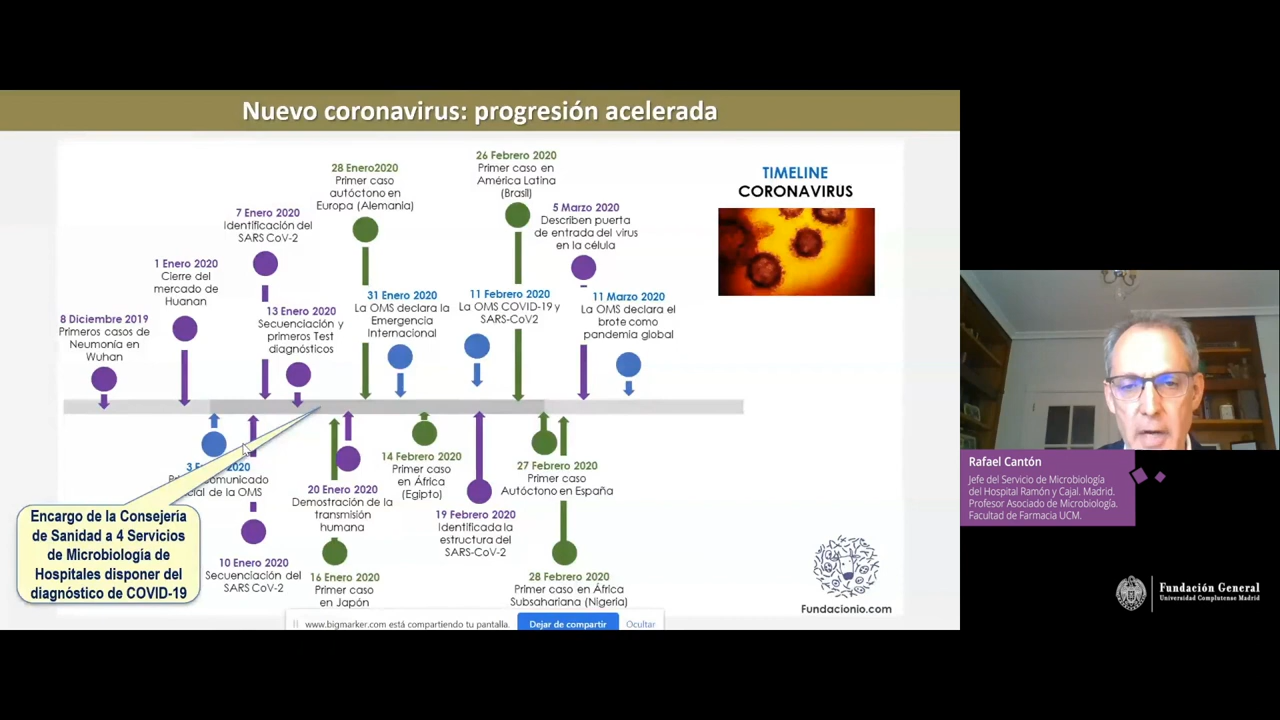 Nuevo coronavirus: progresión acelerada
TIMELINE
CORONAVIRUS
8 Diciembre 2019
Primeros casos de
Neumonía en
Wuhan
1 Enero 2020
Cierre del
mercado de
Huanan
7 Enero 2020
Identificación del
SARS CoV-2
13 Enero 2020
Secuenciación y
primeros Test
diagnósticos
28 Enero2020
Primer caso
autóctono en
Europa (Alemania)
31 Enero 2020
La OMS declara la
Emergencia
Internacional
11 Febrero 2020
La OMS COVID-19 y
SARS-CoV2
26 Febrero 2020
Primer caso en
América Latina
(Brasil)
5 Marzo 2020
Describen puerta
de entrada del virus
en la célula
11 Marzo 2020
La OMS declara el
brote como
pandemia global
2020
comunicado
de la OMS
10 Enero 2020
Secuenciación del
SARS CoV-2
16 Enero 2020
Primer caso
en Japón
20 Enero 2020
Demostración de la
transmisión
humana
14 Febrero 2020
Primer caso
en África
(Egipto)
19 Febrero 2020
Identificada la
estructura del
SARS-CoV-2
27 Febrero 2020
Primer caso
Autóctono en España
28 Febrero 2020
Primer caso en África
Subsahariana (Nigeria)
Encargo de la Consejería
de Sanidad a 4 Servicios
de Microbiología de
Hospitales disponer del
diagnóstico de COVID-19
Fundacionio.com
www.bigmarker.com está compartiendo tu pantalla.
Dejar de compartir
Ocultar
Rafael Cantón
Jefe del Servicio de Microbiología
del Hospital Ramón y Cajal. Madrid.
Profesor Asociado de Microbiología.
Facultad de Farmacia UCM.
Fundación General
Universidad Complutense Madrid